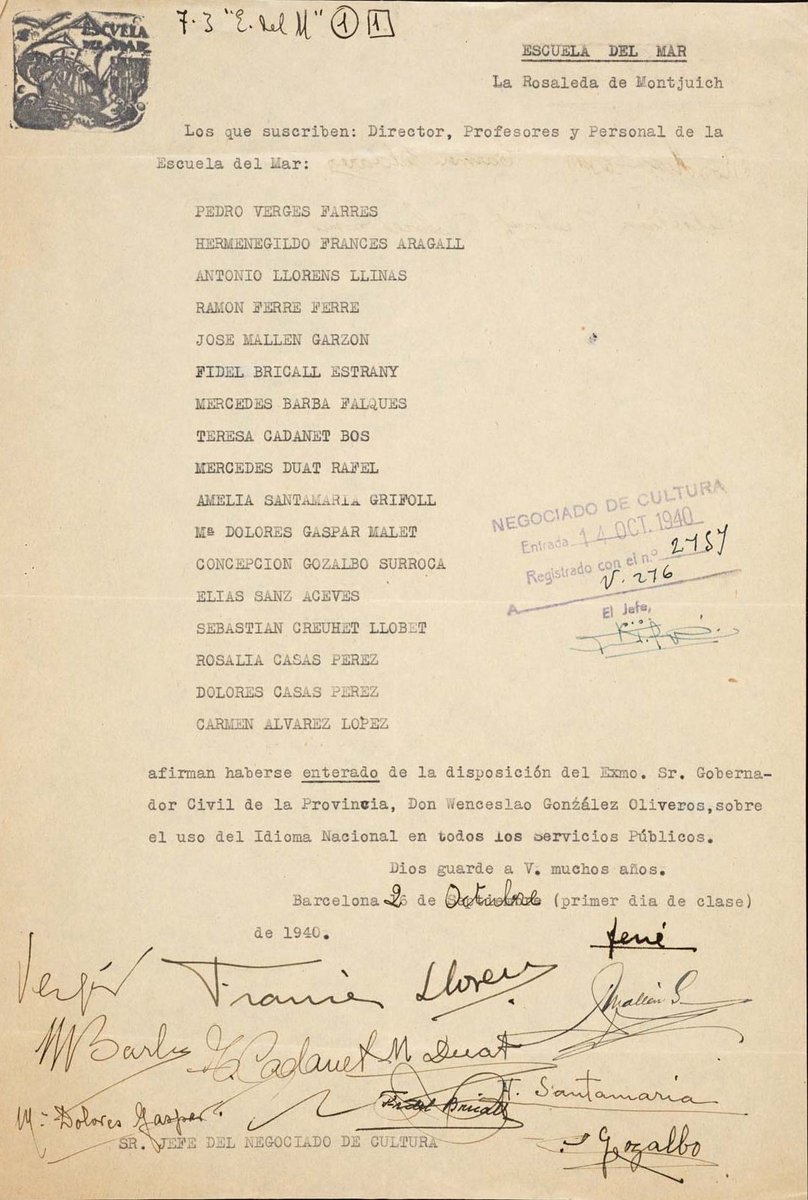 7.3 "E. del M" 1 1
ESCUELA
DEL MAR
ESCUELA DEL MAR
La Rosaleda de Montjuich
Los que suscriben: Director, Profesores y Personal de la
Escuela del Mar:
PEDRO VERGES FARRES
HERMENEGILDO FRANCES ARAGALL
ANTONIO LLORENS LLINAS
RAMON FERRE FERRE
JOSE MALLEN GARZON
FIDEL BRICALL ESTRANY
MERCEDES BARBA FALQUES
TERESA CADANET BOS
MERCEDES DUAT RAFEL
AMELIA SANTAMARIA GRIFOLL
Mª DOLORES GASPAR MALET
CONCEPCION GOZALBO SURROCA
ELIAS SANZ ACEVES
SEBASTIAN CREUHET LLOBET
ROSALIA CASAS PEREZ
DOLORES CASAS PEREZ
CARMEN ALVAREZ LOPEZ
NEGOCIADO DE CULTURA
Entrada 14 OCT. 1940
Registrado con el n.º 2757
V. 276
A
El Jefe,
afirman haberse enterado de la disposición del Exmo. Sr. Goberna-
dor Civil de la Provincia, Don Wenceslao Gonźález Oliveros,sobre
el uso del Idioma Nacional en todos los Servicios Públicos.
Dios guarde a V. muchos años.
Barcelona 2 de Octubre (primer dia de clase)
de 1940.
Vergés Francés Llorens
Mallén G.
M Barba T. Cadanet M Duat
A. Santamaria
Mª Dolores Gaspar Fidel Bricall
Gozalbo
SR. JEFE DEL NEGOCIADO DE CULTURA